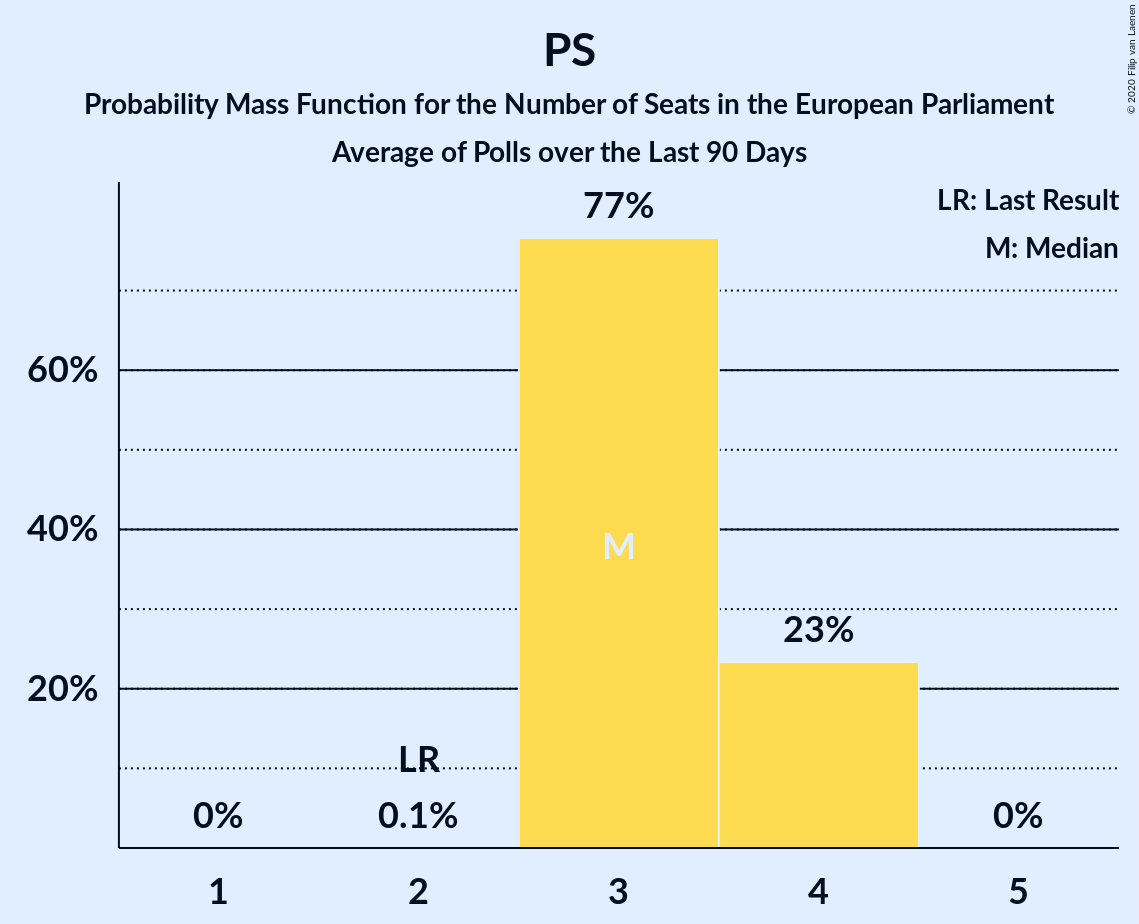 PS
Probability Mass Function for the Number of Seats in the European Parliament
Average of Polls over the Last 90 Days
© 2020 Filip van Laenen
LR: Last Result
M: Median
77%
60%
40%
M
23%
20%
LR
0%
0.1%
0%
1
2
3
4
5